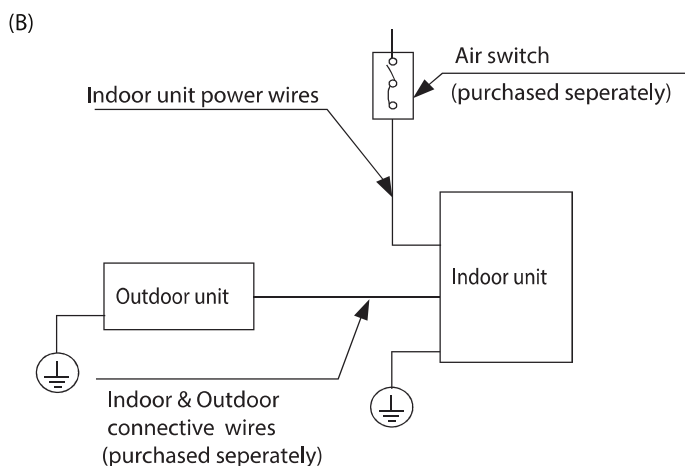 (B)
Air switch
(purchased seperately)
Indoor unit power wires
Indoor unit
Outdoor unit
Indoor & Outdoor
connective wires
(purchased seperately)